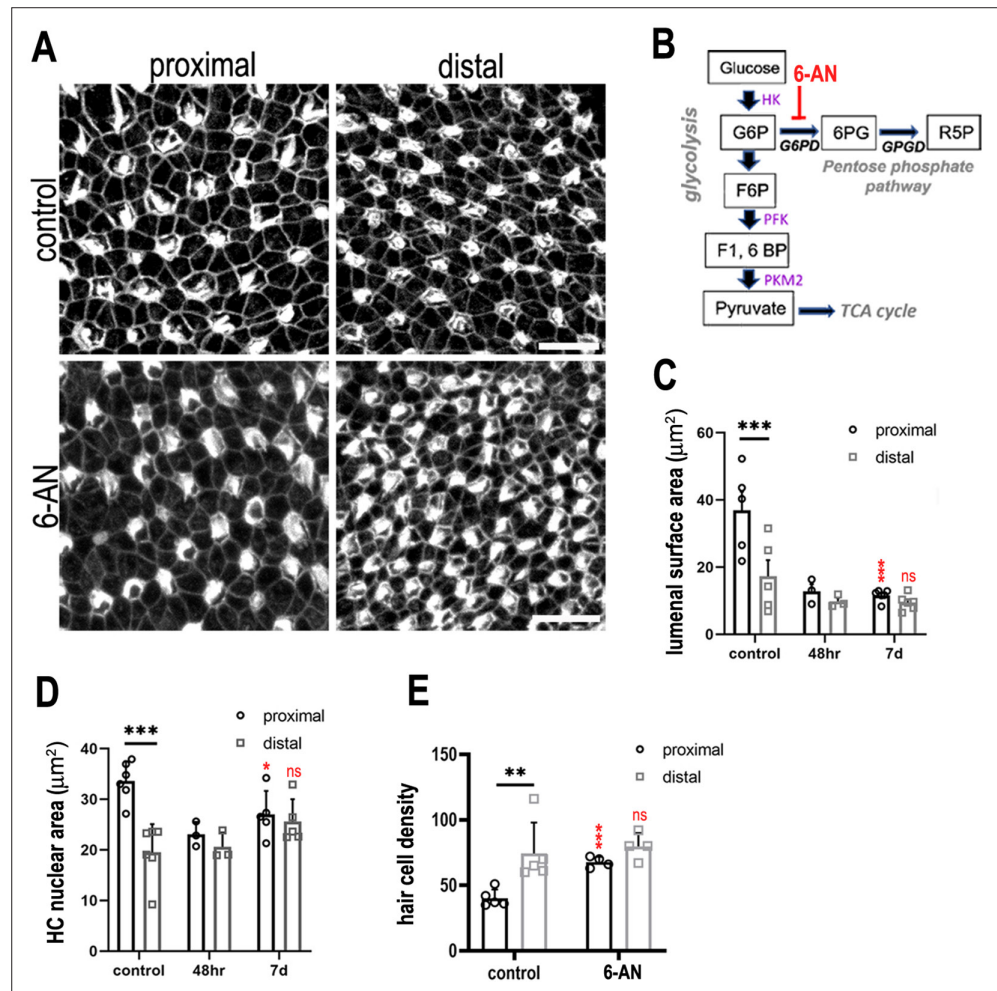 A
proximal
distal
control
6-AN
B
Glucose
6-AN
HK
G6P
6PG
R5P
G6PD
GPGD
glycolysis
Pentose phosphate
pathway
F6P
PFK
F1, 6 BP
PKM2
Pyruvate
TCA cycle
C
lumenal surface area (μm²)
60
40
20
0
***
proximal
distal
***
ns
control
48hr
7d
D
HC nuclear area (μm²)
40
30
20
10
0
***
proximal
distal
*
ns
control
48hr
7d
E
hair cell density
150
100
50
0
**
proximal
distal
***
ns
control
6-AN